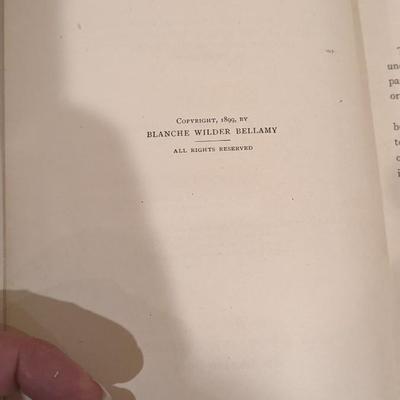 COPYRIGHT, 1899, BY
BLANCHE WILDER BELLAMY
ALL RIGHTS RESERVED